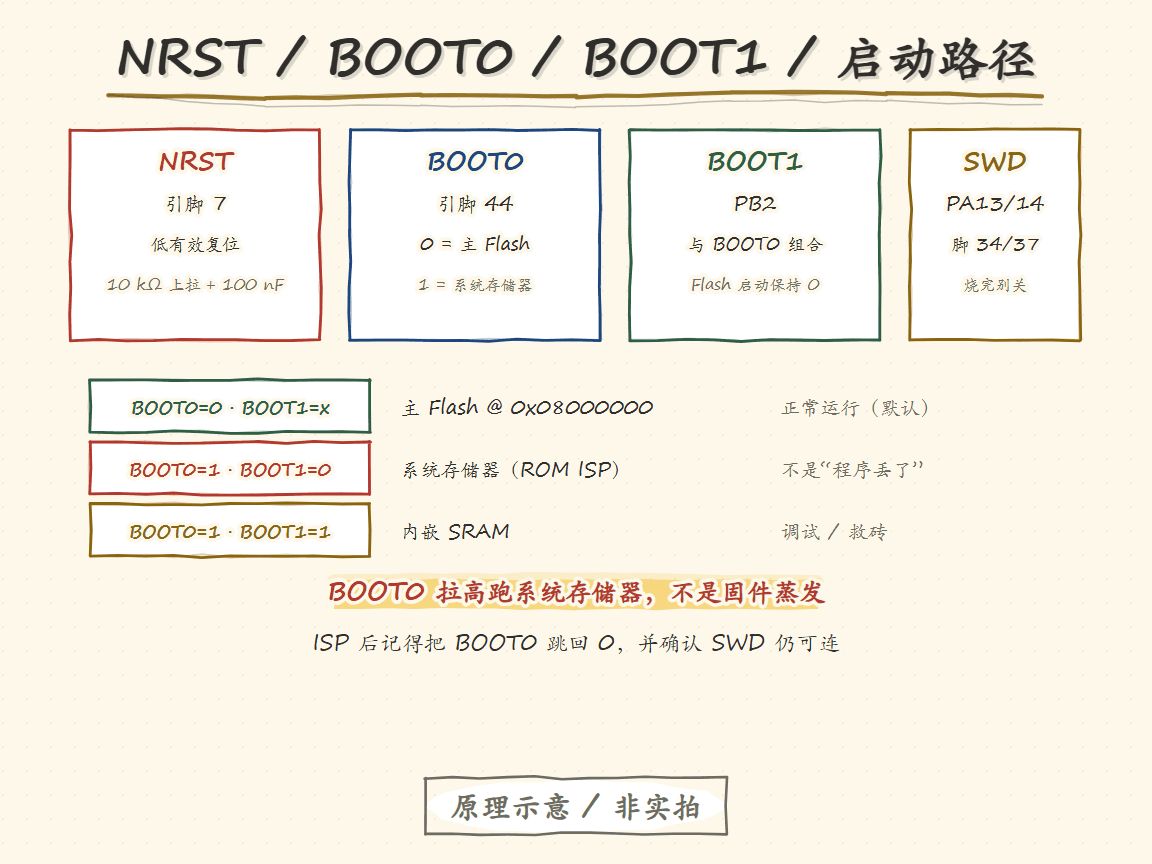 NRST / BOOT0 / BOOT1 / 启动路径
NRST
引脚 7
低有效复位
10 kΩ 上拉 + 100 nF
BOOT0
引脚 44
0 = 主 Flash
1 = 系统存储器
BOOT1
PB2
与 BOOT0 组合
Flash 启动保持 0
SWD
PA13/14
脚 34/37
烧完别关
BOOT0=0 · BOOT1=x
主 Flash @ 0x08000000
正常运行（默认）
BOOT0=1 · BOOT1=0
系统存储器（ROM ISP）
不是“程序丢了”
BOOT0=1 · BOOT1=1
内嵌 SRAM
调试 / 救砖
BOOT0 拉高跑系统存储器，不是固件蒸发
ISP 后记得把 BOOT0 跳回 0，并确认 SWD 仍可连
原理示意 / 非实拍